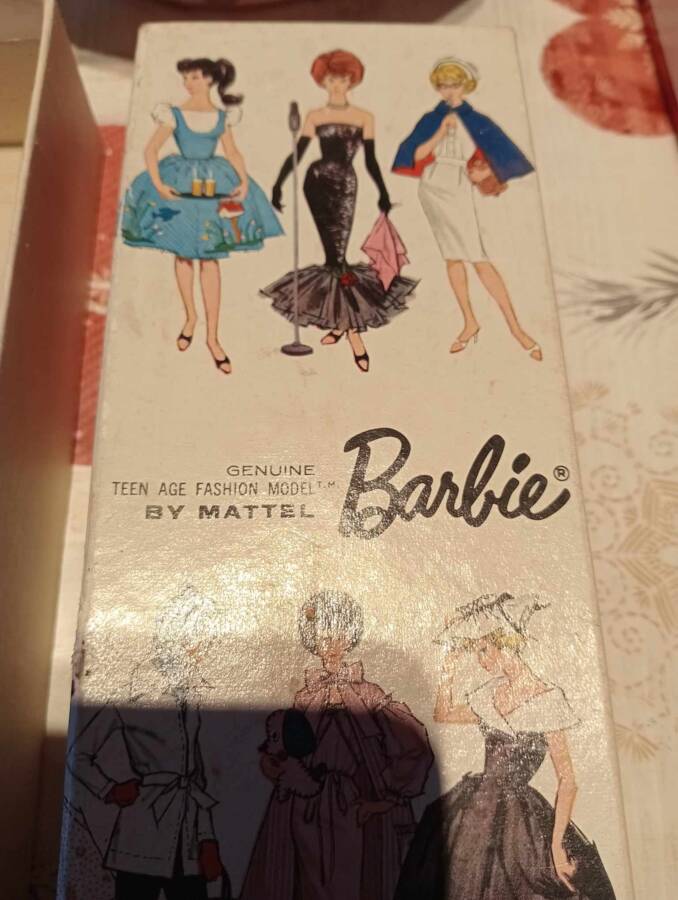 GENUINE
TEEN AGE FASHION MODEL T.M.
BY MATTEL
Barbie®